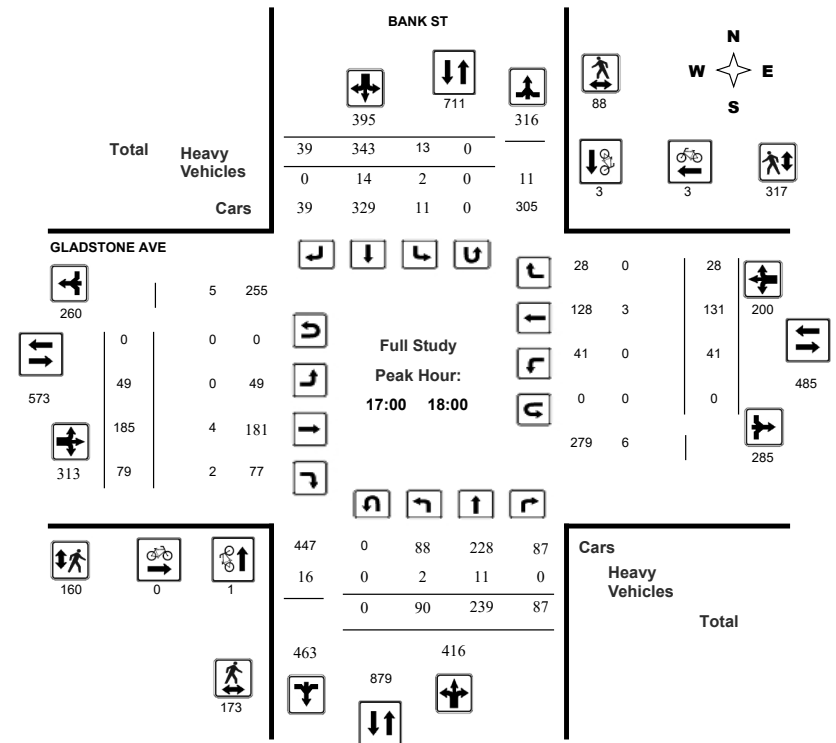 BANK ST
N
W E
S
395 711 316 88
39 343 13 0
0 14 2 0 11
39 329 11 0 305
Total Heavy
Vehicles
Cars
3 3 317
GLADSTONE AVE
260 5 255
0 0 0
573
49 0 49
185 4 181
313
79 2 77
Full Study
Peak Hour:
17:00 18:00
28 0 28
128 3 131 200
41 0 41
485
0 0 0
279 6
285
160 0 1
173
447 0 88 228 87
16 0 2 11 0
0 90 239 87
463 416
879
Cars
Heavy
Vehicles
Total